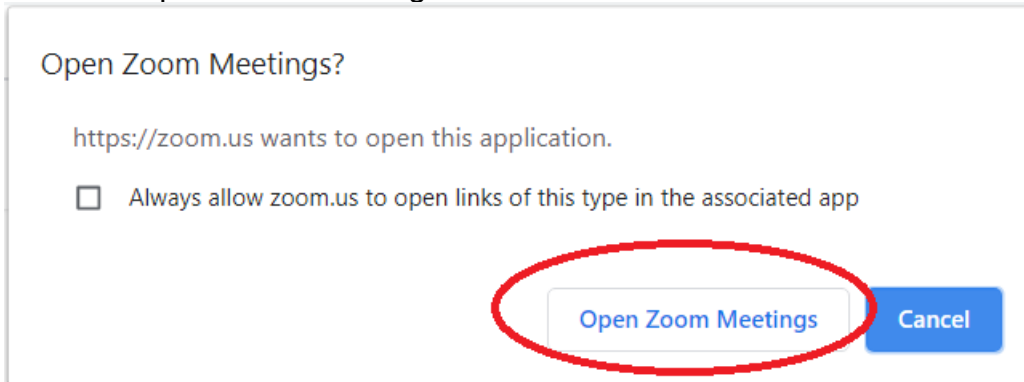 Open Zoom Meetings?
https://zoom.us wants to open this application.
Always allow zoom.us to open links of this type in the associated app
Open Zoom Meetings Cancel